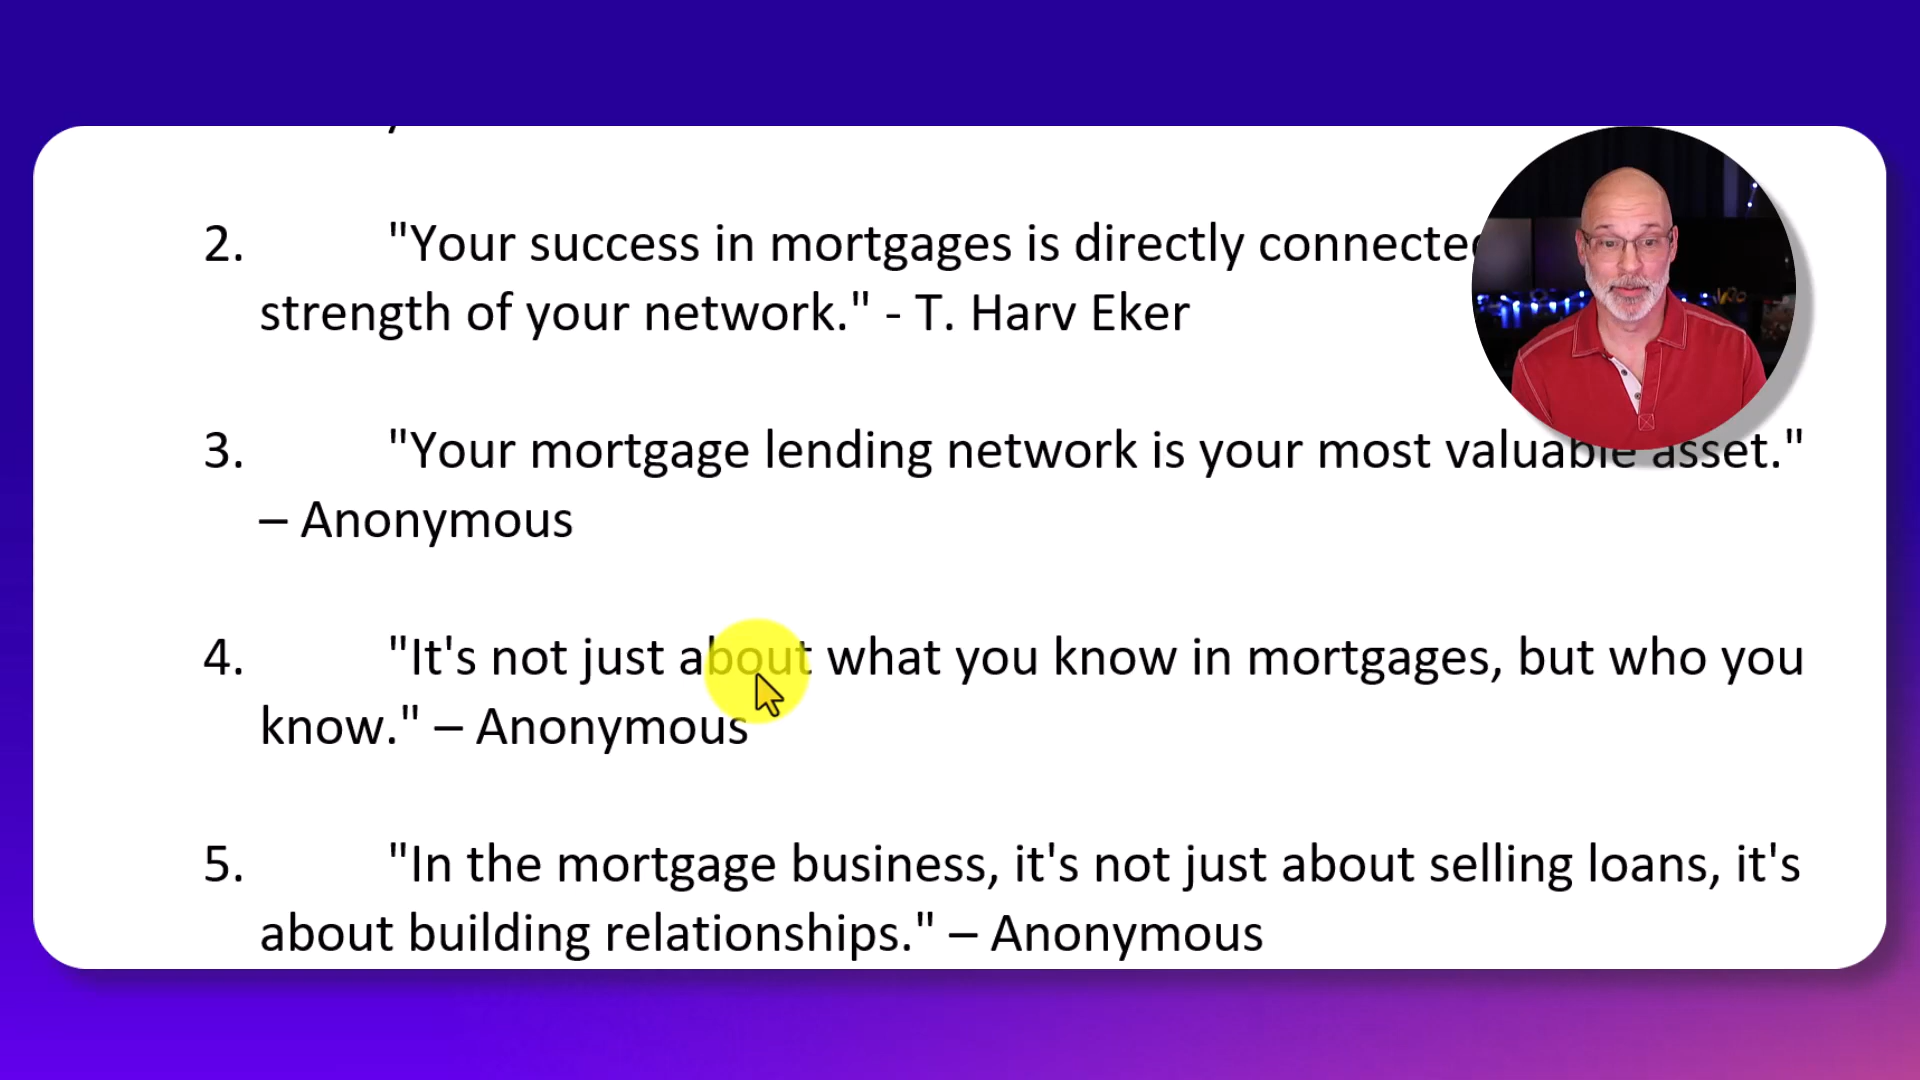 2. "Your success in mortgages is directly connected
strength of your network." - T. Harv Eker
3. "Your mortgage lending network is your most valuable asset."
– Anonymous
4. "It's not just about what you know in mortgages, but who you
know." – Anonymous
5. "In the mortgage business, it's not just about selling loans, it's
about building relationships." – Anonymous